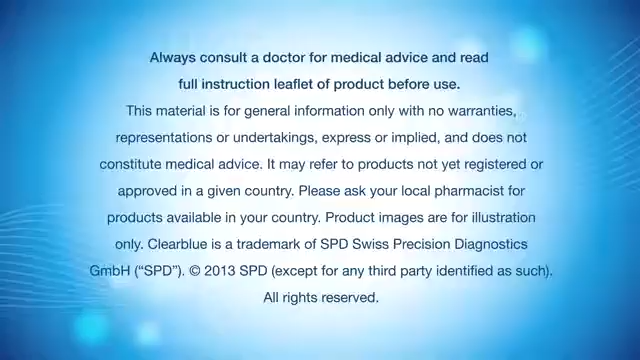 Always consult a doctor for medical advice and read
full instruction leaflet of product before use.
This material is for general information only with no warranties,
representations or undertakings, express or implied, and does not
constitute medical advice. It may refer to products not yet registered or
approved in a given country. Please ask your local pharmacist for
products available in your country. Product images are for illustration
only. Clearblue is a trademark of SPD Swiss Precision Diagnostics
GmbH (“SPD”). © 2013 SPD (except for any third party identified as such).
All rights reserved.